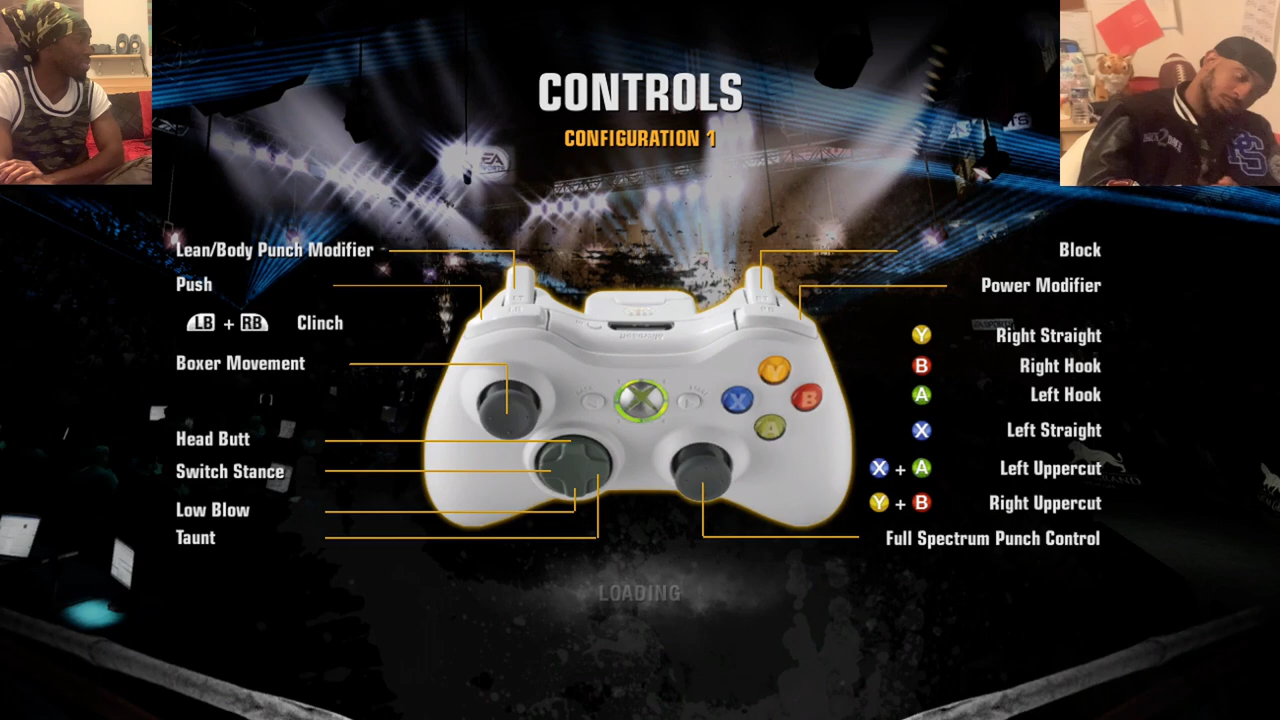 CONTROLS
CONFIGURATION 1
EA
Lean/Body Punch Modifier
Push
LB + RB Clinch
Boxer Movement
Head Butt
Switch Stance
Low Blow
Taunt
Block
Power Modifier
Y Right Straight
B Right Hook
A Left Hook
X Left Straight
X + A Left Uppercut
Y + B Right Uppercut
Full Spectrum Punch Control
Y
X
B
A
LOADING